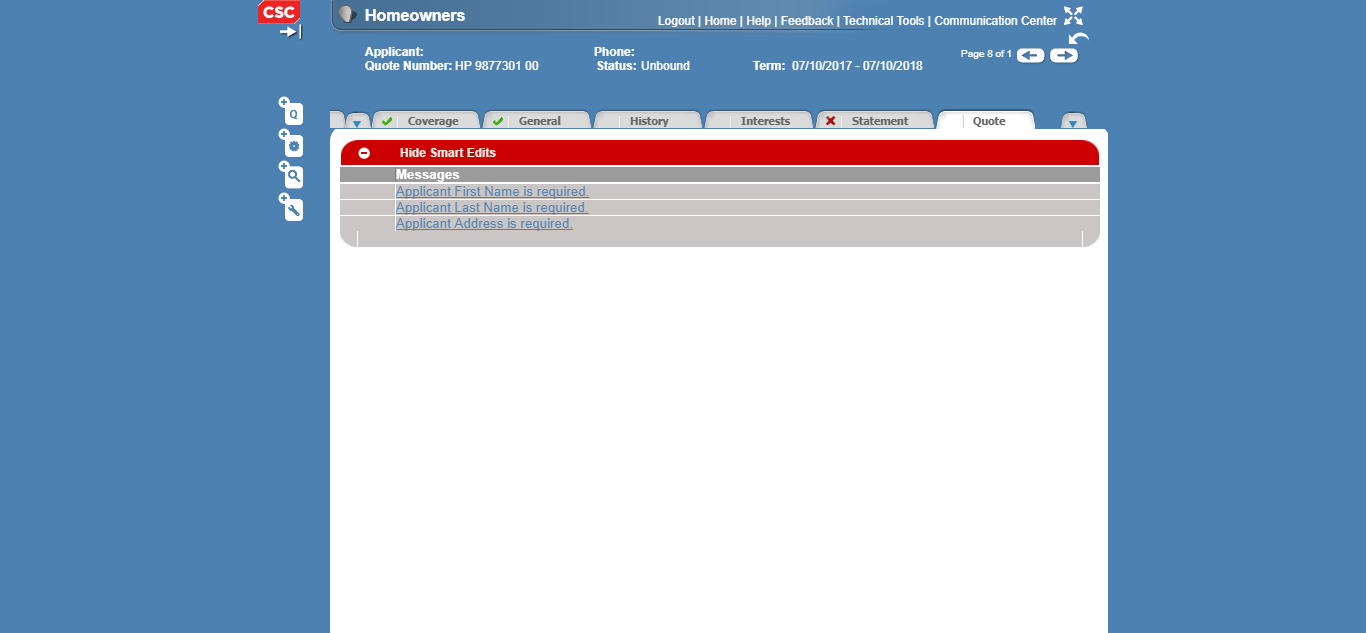 CSC
Homeowners
Logout | Home | Help | Feedback | Technical Tools | Communication Center
Applicant:
Phone:
Page 8 of 1
Quote Number: HP 9877301 00
Status: Unbound
Term: 07/10/2017 - 07/10/2018
Q
Coverage
General
History
Interests
Statement
Quote
Hide Smart Edits
Messages
Applicant First Name is required.
Applicant Last Name is required.
Applicant Address is required.